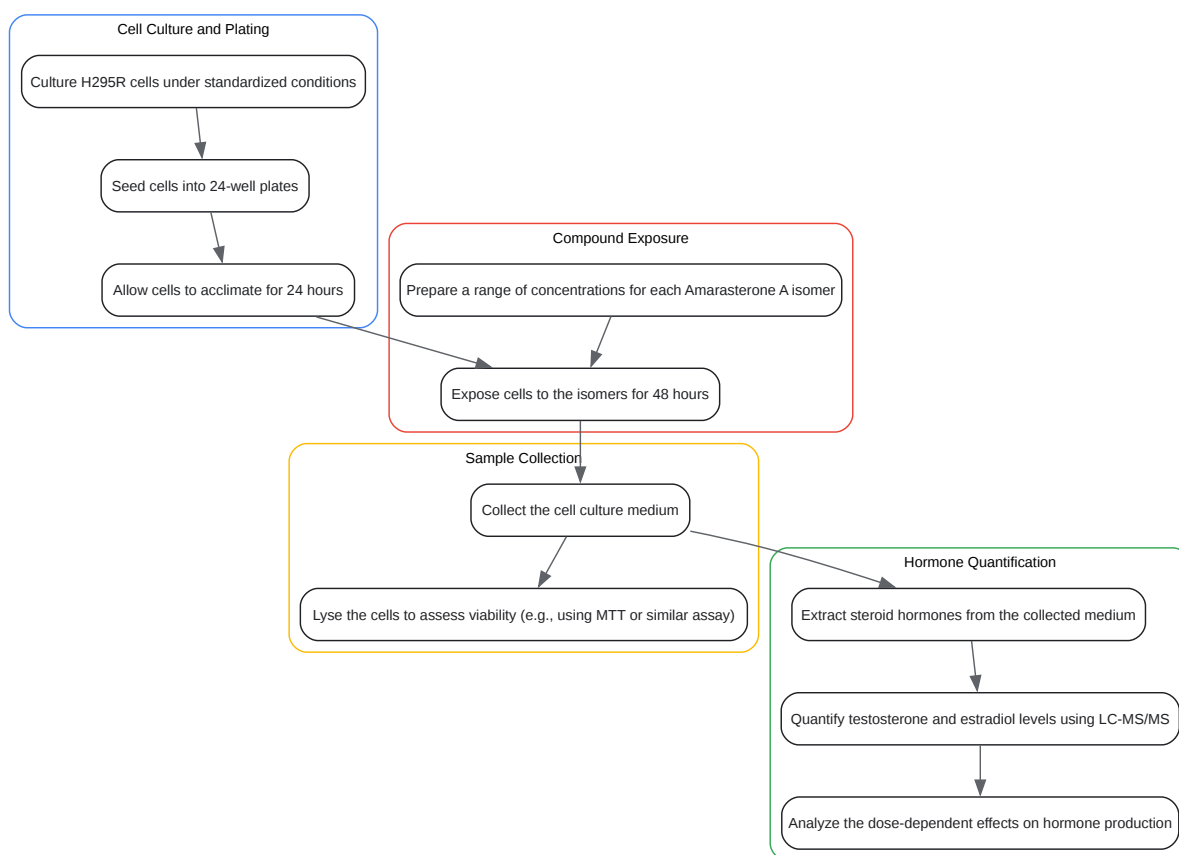 Cell Culture and Plating
Culture H295R cells under standardized conditions
Seed cells into 24-well plates
Allow cells to acclimate for 24 hours
Compound Exposure
Prepare a range of concentrations for each Amarasterone A isomer
Expose cells to the isomers for 48 hours
Sample Collection
Collect the cell culture medium
Lyse the cells to assess viability (e.g., using MTT or similar assay)
Hormone Quantification
Extract steroid hormones from the collected medium
Quantify testosterone and estradiol levels using LC-MS/MS
Analyze the dose-dependent effects on hormone production